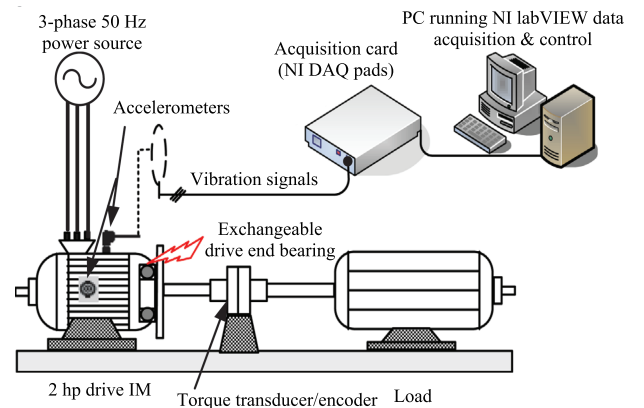 3-phase 50 Hz
power source
Accelerometers
Acquisition card
(NI DAQ pads)
PC running NI labVIEW data
acquisition & control
Vibration signals
Exchangeable
drive end bearing
2 hp drive IM
Torque transducer/encoder
Load